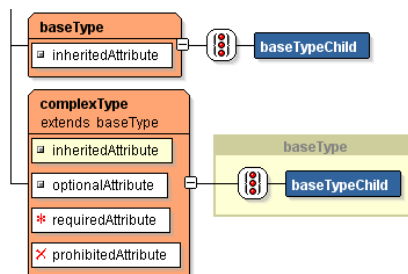 baseType
inheritedAttribute
baseTypeChild
complexType
extends baseType
inheritedAttribute
baseType
optionalAttribute
baseTypeChild
requiredAttribute
prohibitedAttribute